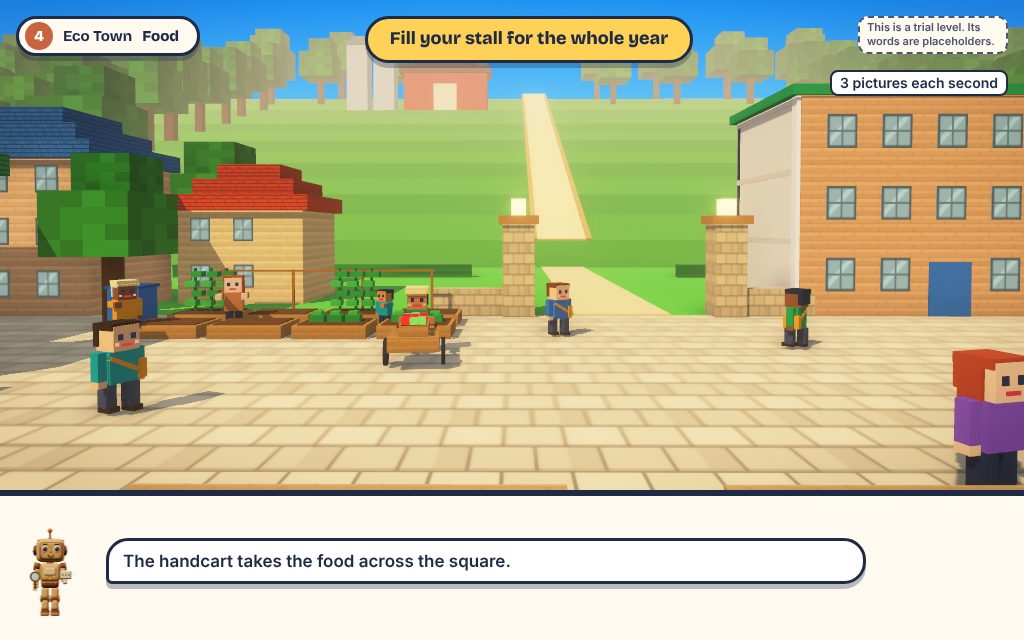 4 Eco Town Food
Fill your stall for the whole year
This is a trial level. Its
words are placeholders.
3 pictures each second
The handcart takes the food across the square.